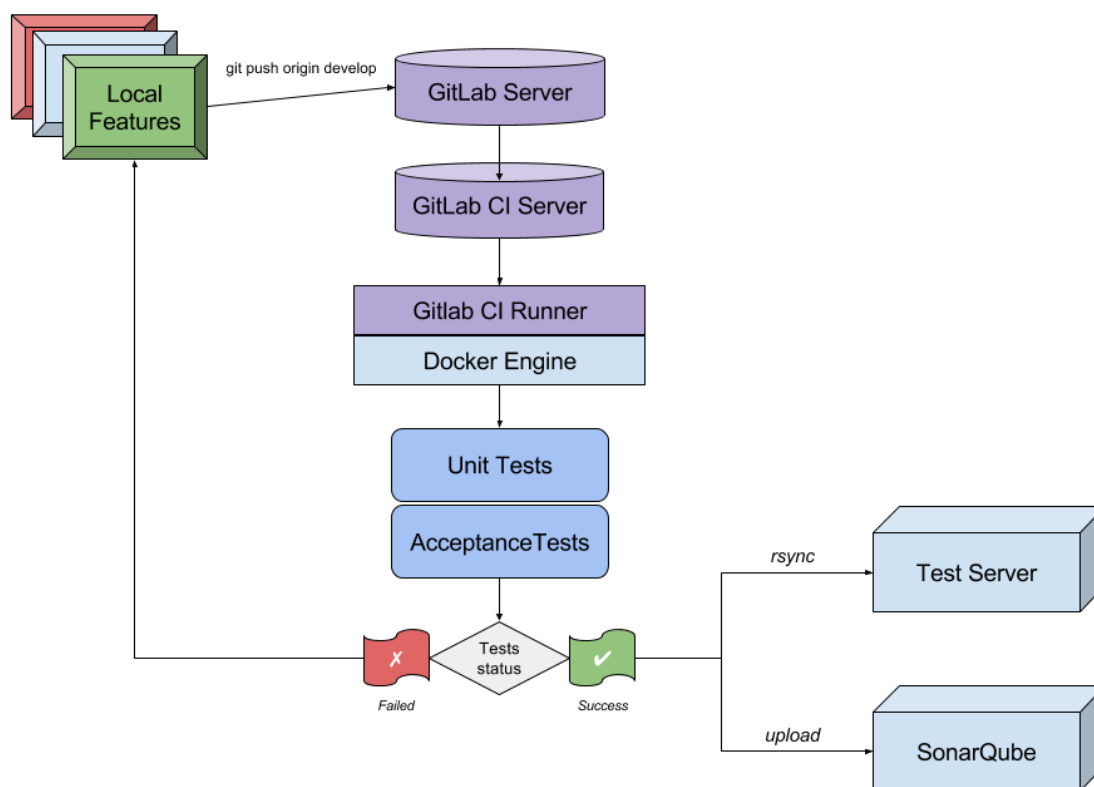 git push origin develop
Local
Features
GitLab Server
GitLab CI Server
Gitlab CI Runner
Docker Engine
Unit Tests
AcceptanceTests
rsync
Test Server
✗
Tests
status
✔
Failed
Success
upload
SonarQube